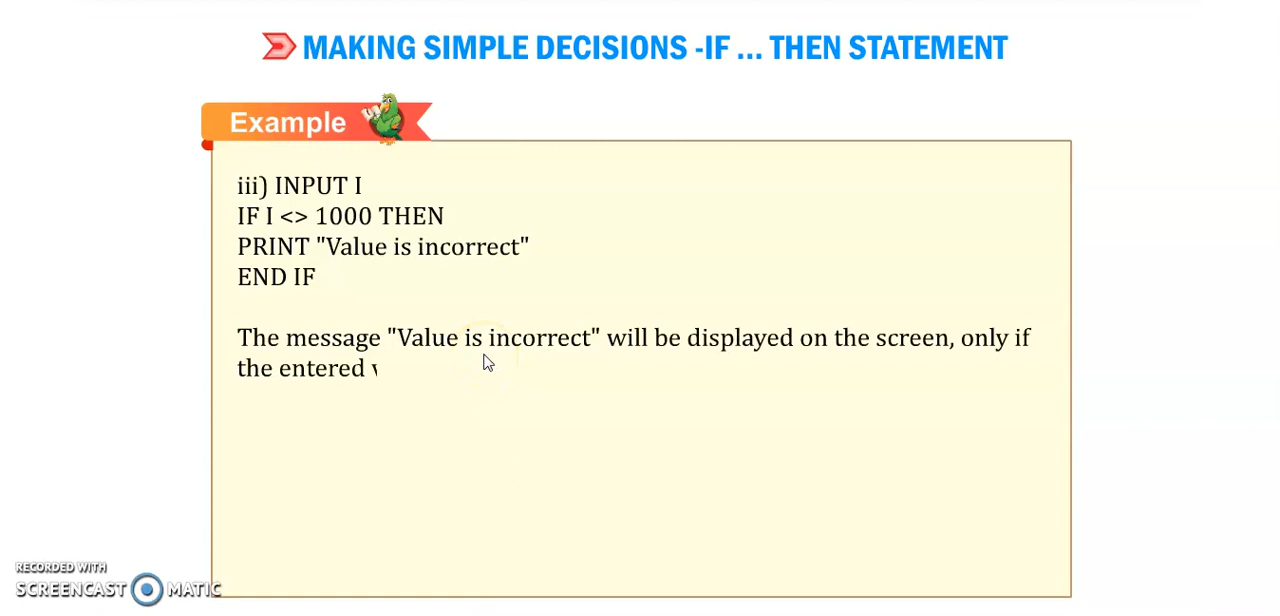 MAKING SIMPLE DECISIONS -IF ... THEN STATEMENT
Example
iii) INPUT I
IF I <> 1000 THEN
PRINT "Value is incorrect"
END IF
The message "Value is incorrect" will be displayed on the screen, only if
the entered
RECORDED WITH
SCREENCAST MATIC